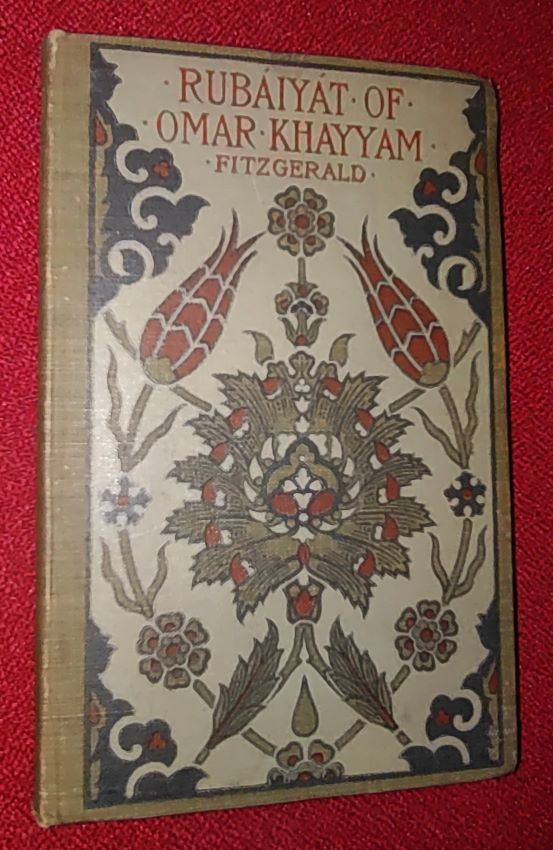 · RUBÁIYÁT · OF ·
· OMAR · KHAYYAM ·
· FITZGERALD ·